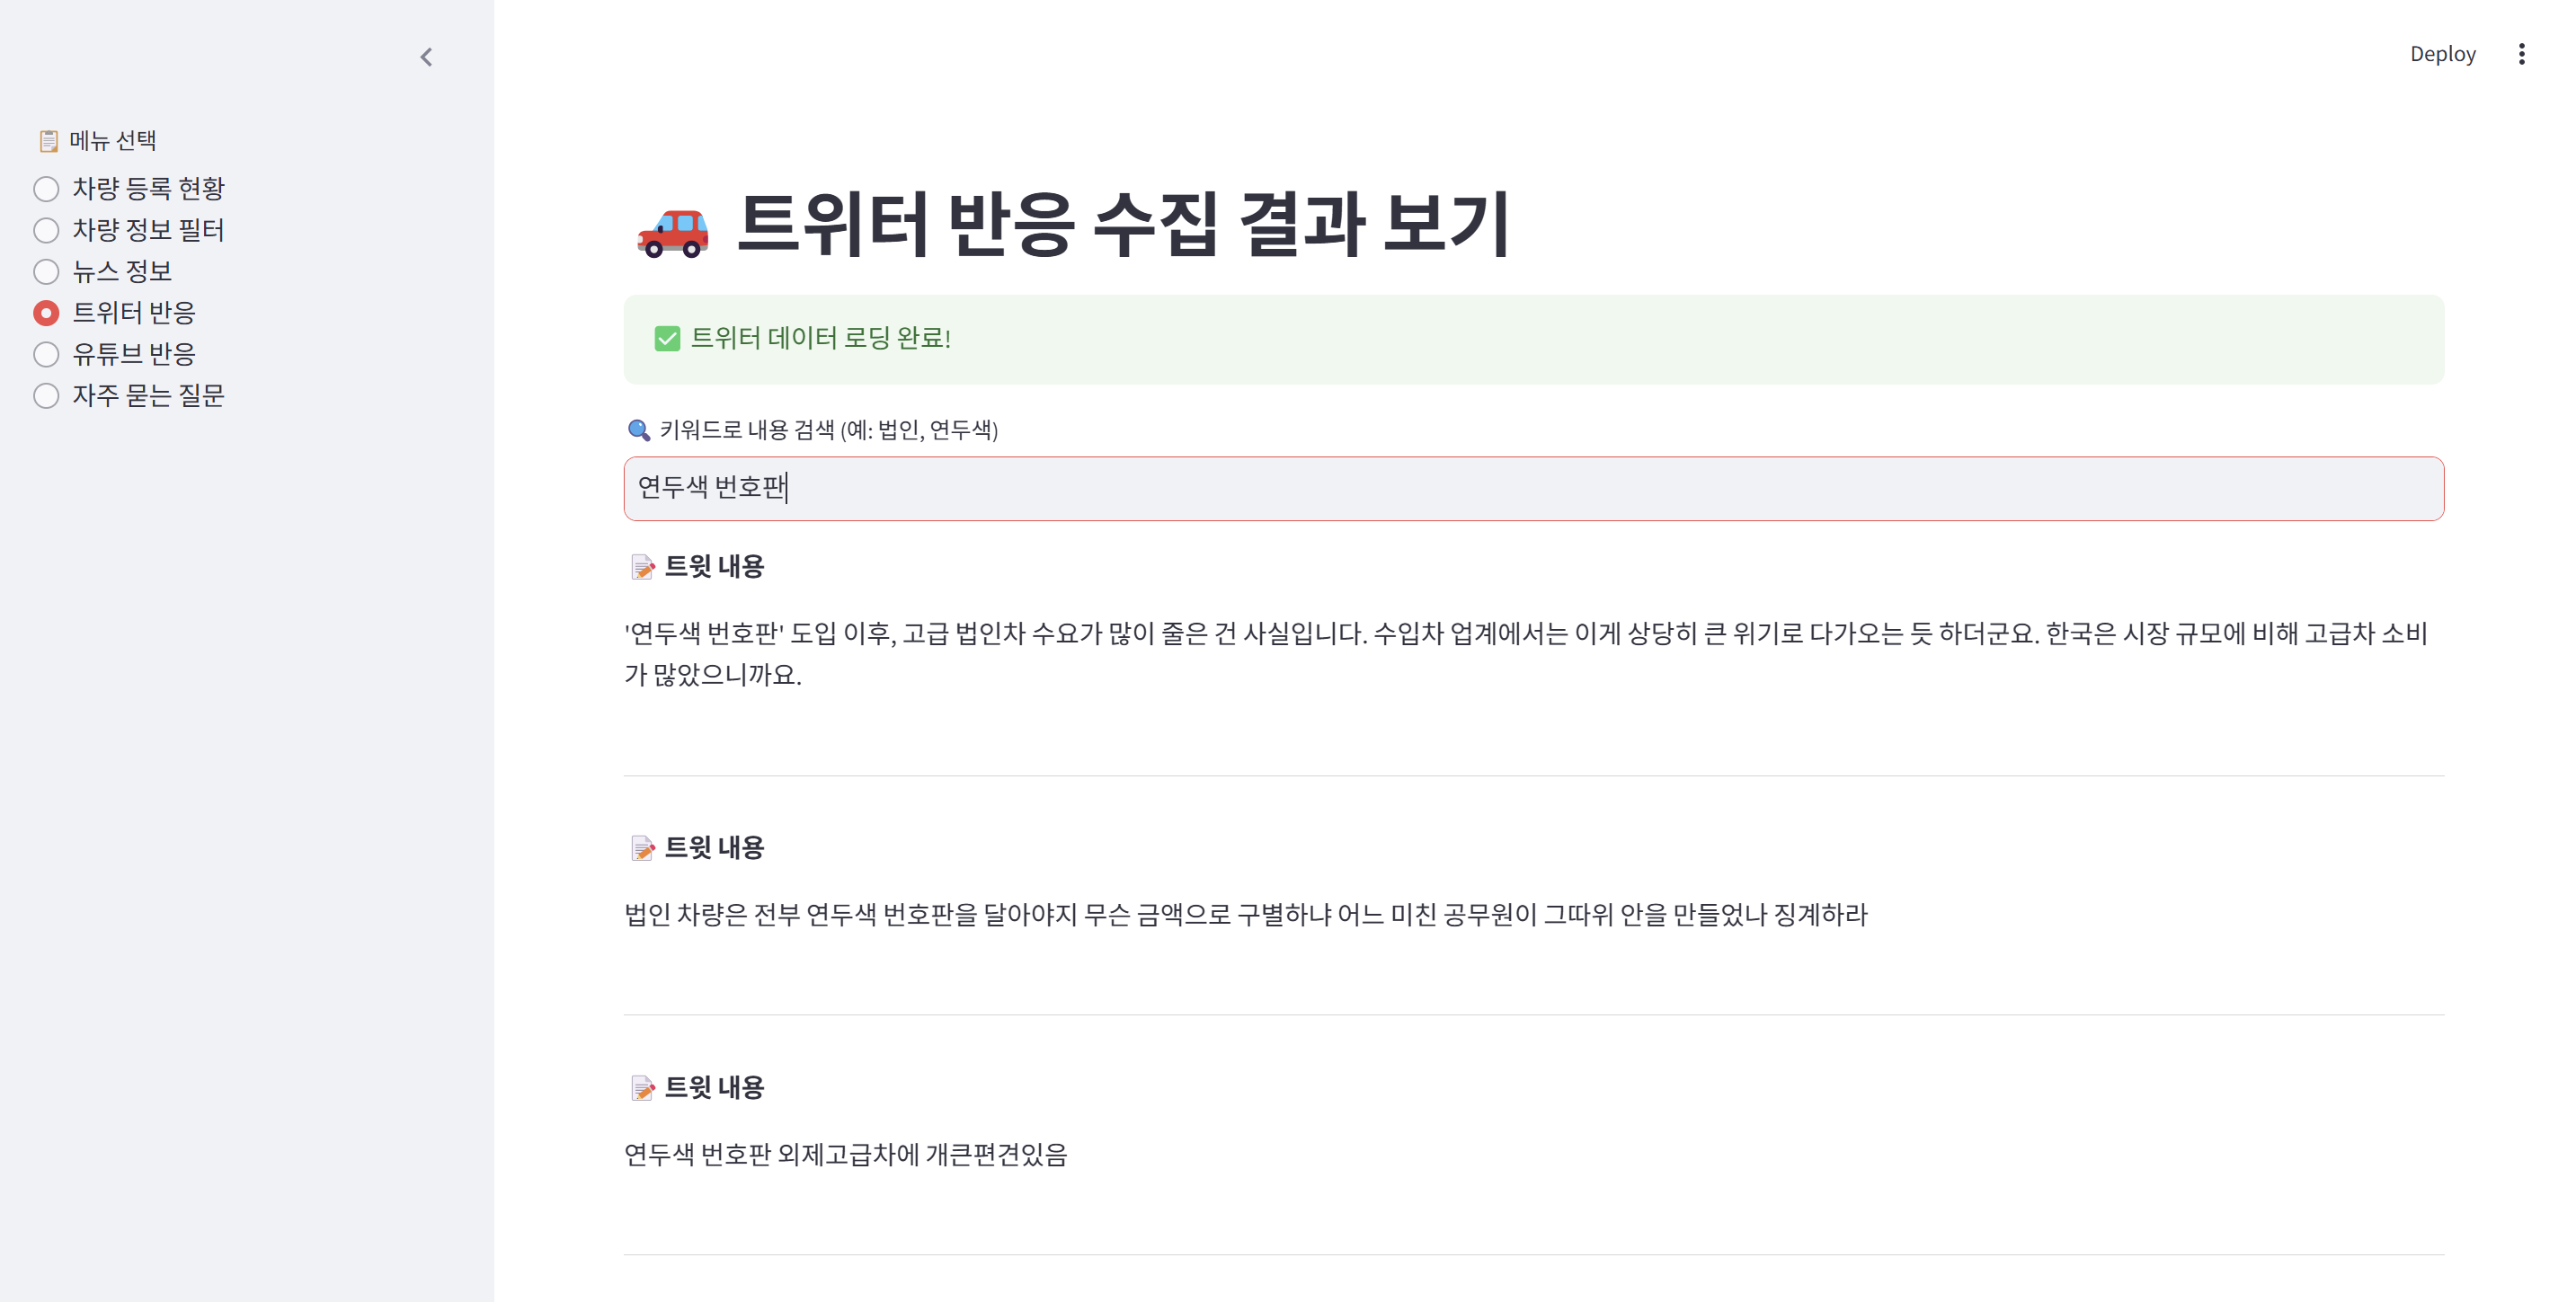 Deploy
메뉴 선택
차량 등록 현황
차량 정보 필터
뉴스 정보
트위터 반응
유튜브 반응
자주 묻는 질문
트위터 반응 수집 결과 보기
트위터 데이터 로딩 완료!
키워드로 내용 검색 (예: 법인, 연두색)
연두색 번호판
트윗 내용
'연두색 번호판' 도입 이후, 고급 법인차 수요가 많이 줄은 건 사실입니다. 수입차 업계에서는 이게 상당히 큰 위기로 다가오는 듯 하더군요. 한국은 시장 규모에 비해 고급차 소비
가 많았으니까요.
트윗 내용
법인 차량은 전부 연두색 번호판을 달아야지 무슨 금액으로 구별하냐 어느 미친 공무원이 그따위 안을 만들었나 징계하라
트윗 내용
연두색 번호판 외제고급차에 개큰편견있음